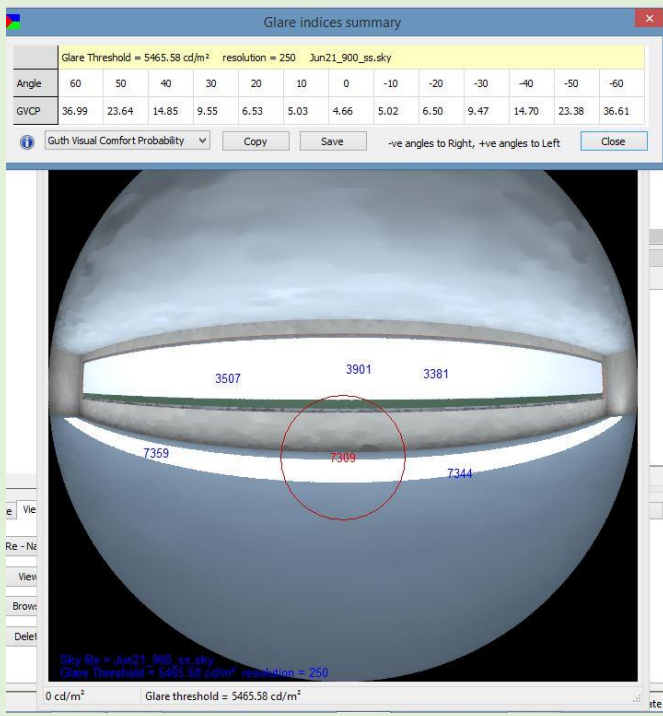 Glare indices summary
Glare Threshold = 5465.58 cd/m² resolution = 250 Jun21_900_ss.sky
Angle 60 50 40 30 20 10 0 -10 -20 -30 -40 -50 -60
GVCP 36.99 23.64 14.85 9.55 6.53 5.03 4.66 5.02 6.50 9.47 14.70 23.38 36.61
Guth Visual Comfort Probability Copy Save -ve angles to Right, +ve angles to Left Close
3507 3901 3381
7359 7309 7344
Vie
Re - Na
View
Brows
Delet
Sky file = Jun21_900_ss.sky
Glare Threshold = 5465.58 cd/m² resolution = 250
0 cd/m² Glare threshold = 5465.58 cd/m²
ate